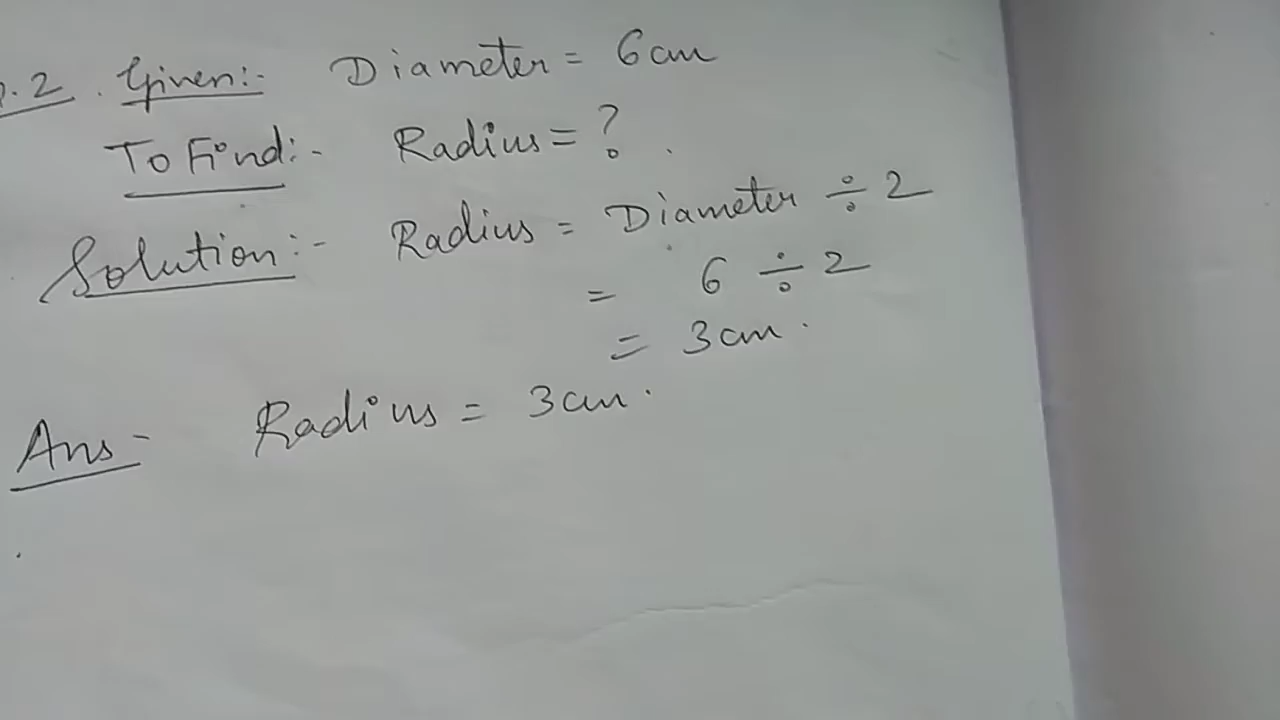 .2. Given:- Diameter = 6cm
To Find:- Radius = ?.
Solution:- Radius = Diameter ÷ 2
= 6 ÷ 2
= 3cm.
Ans- Radius = 3cm.